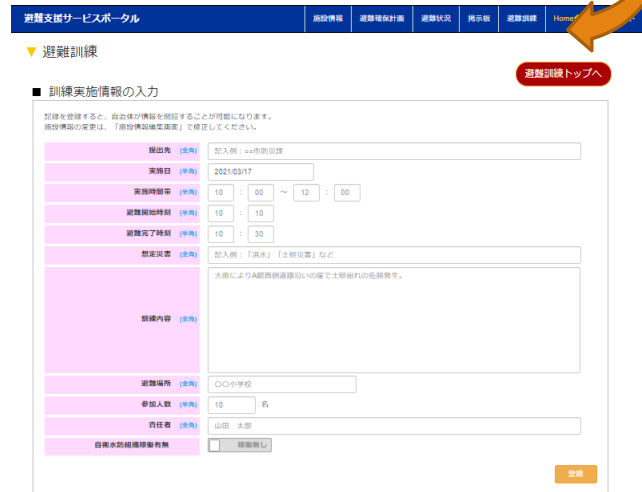 避難支援サービスポータル
施設情報 避難確保計画 避難状況 掲示板 避難訓練 Home
▼ 避難訓練
避難訓練トップへ
■ 訓練実施情報の入力
記録を登録すると、自治体が情報を閲覧することが可能になります。
施設情報の変更は、「施設情報編集画面」で修正してください。
提出先 (全角) 記入例：○○市防災課
実施日 (半角) 2021/03/17
実施時間帯 (半角) 10 : 00 ～ 12 : 00
避難開始時刻 (半角) 10 : 10
避難完了時刻 (半角) 10 : 30
想定災害 (全角) 記入例：「洪水」「土砂災害」など
訓練内容 (全角) 大雨によりA館西側道路沿いの崖で土砂崩れの危険発生。
避難場所 (全角) 〇〇小学校
参加人数 (半角) 10 名
責任者 (全角) 山田 太郎
自衛水防組織稼働有無 稼働無し
登録